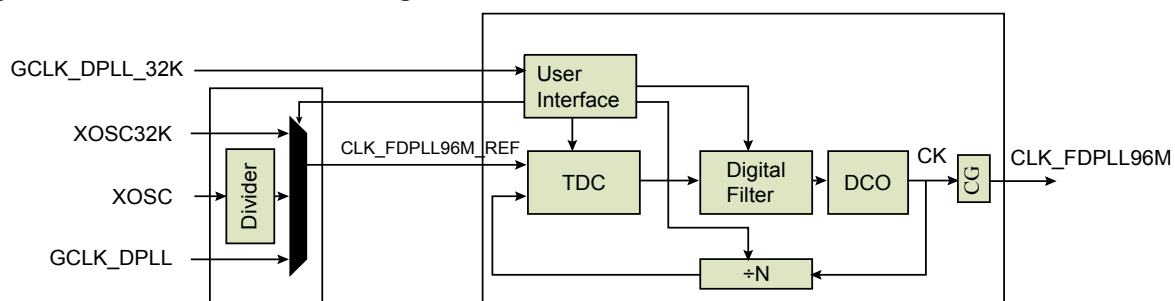 GCLK_DPLL_32K
User
Interface
XOSC32K
CLK_FDPLL96M_REF
CK
CLK_FDPLL96M
XOSC
Divider
TDC
Digital
Filter
DCO
CG
GCLK_DPLL
÷N